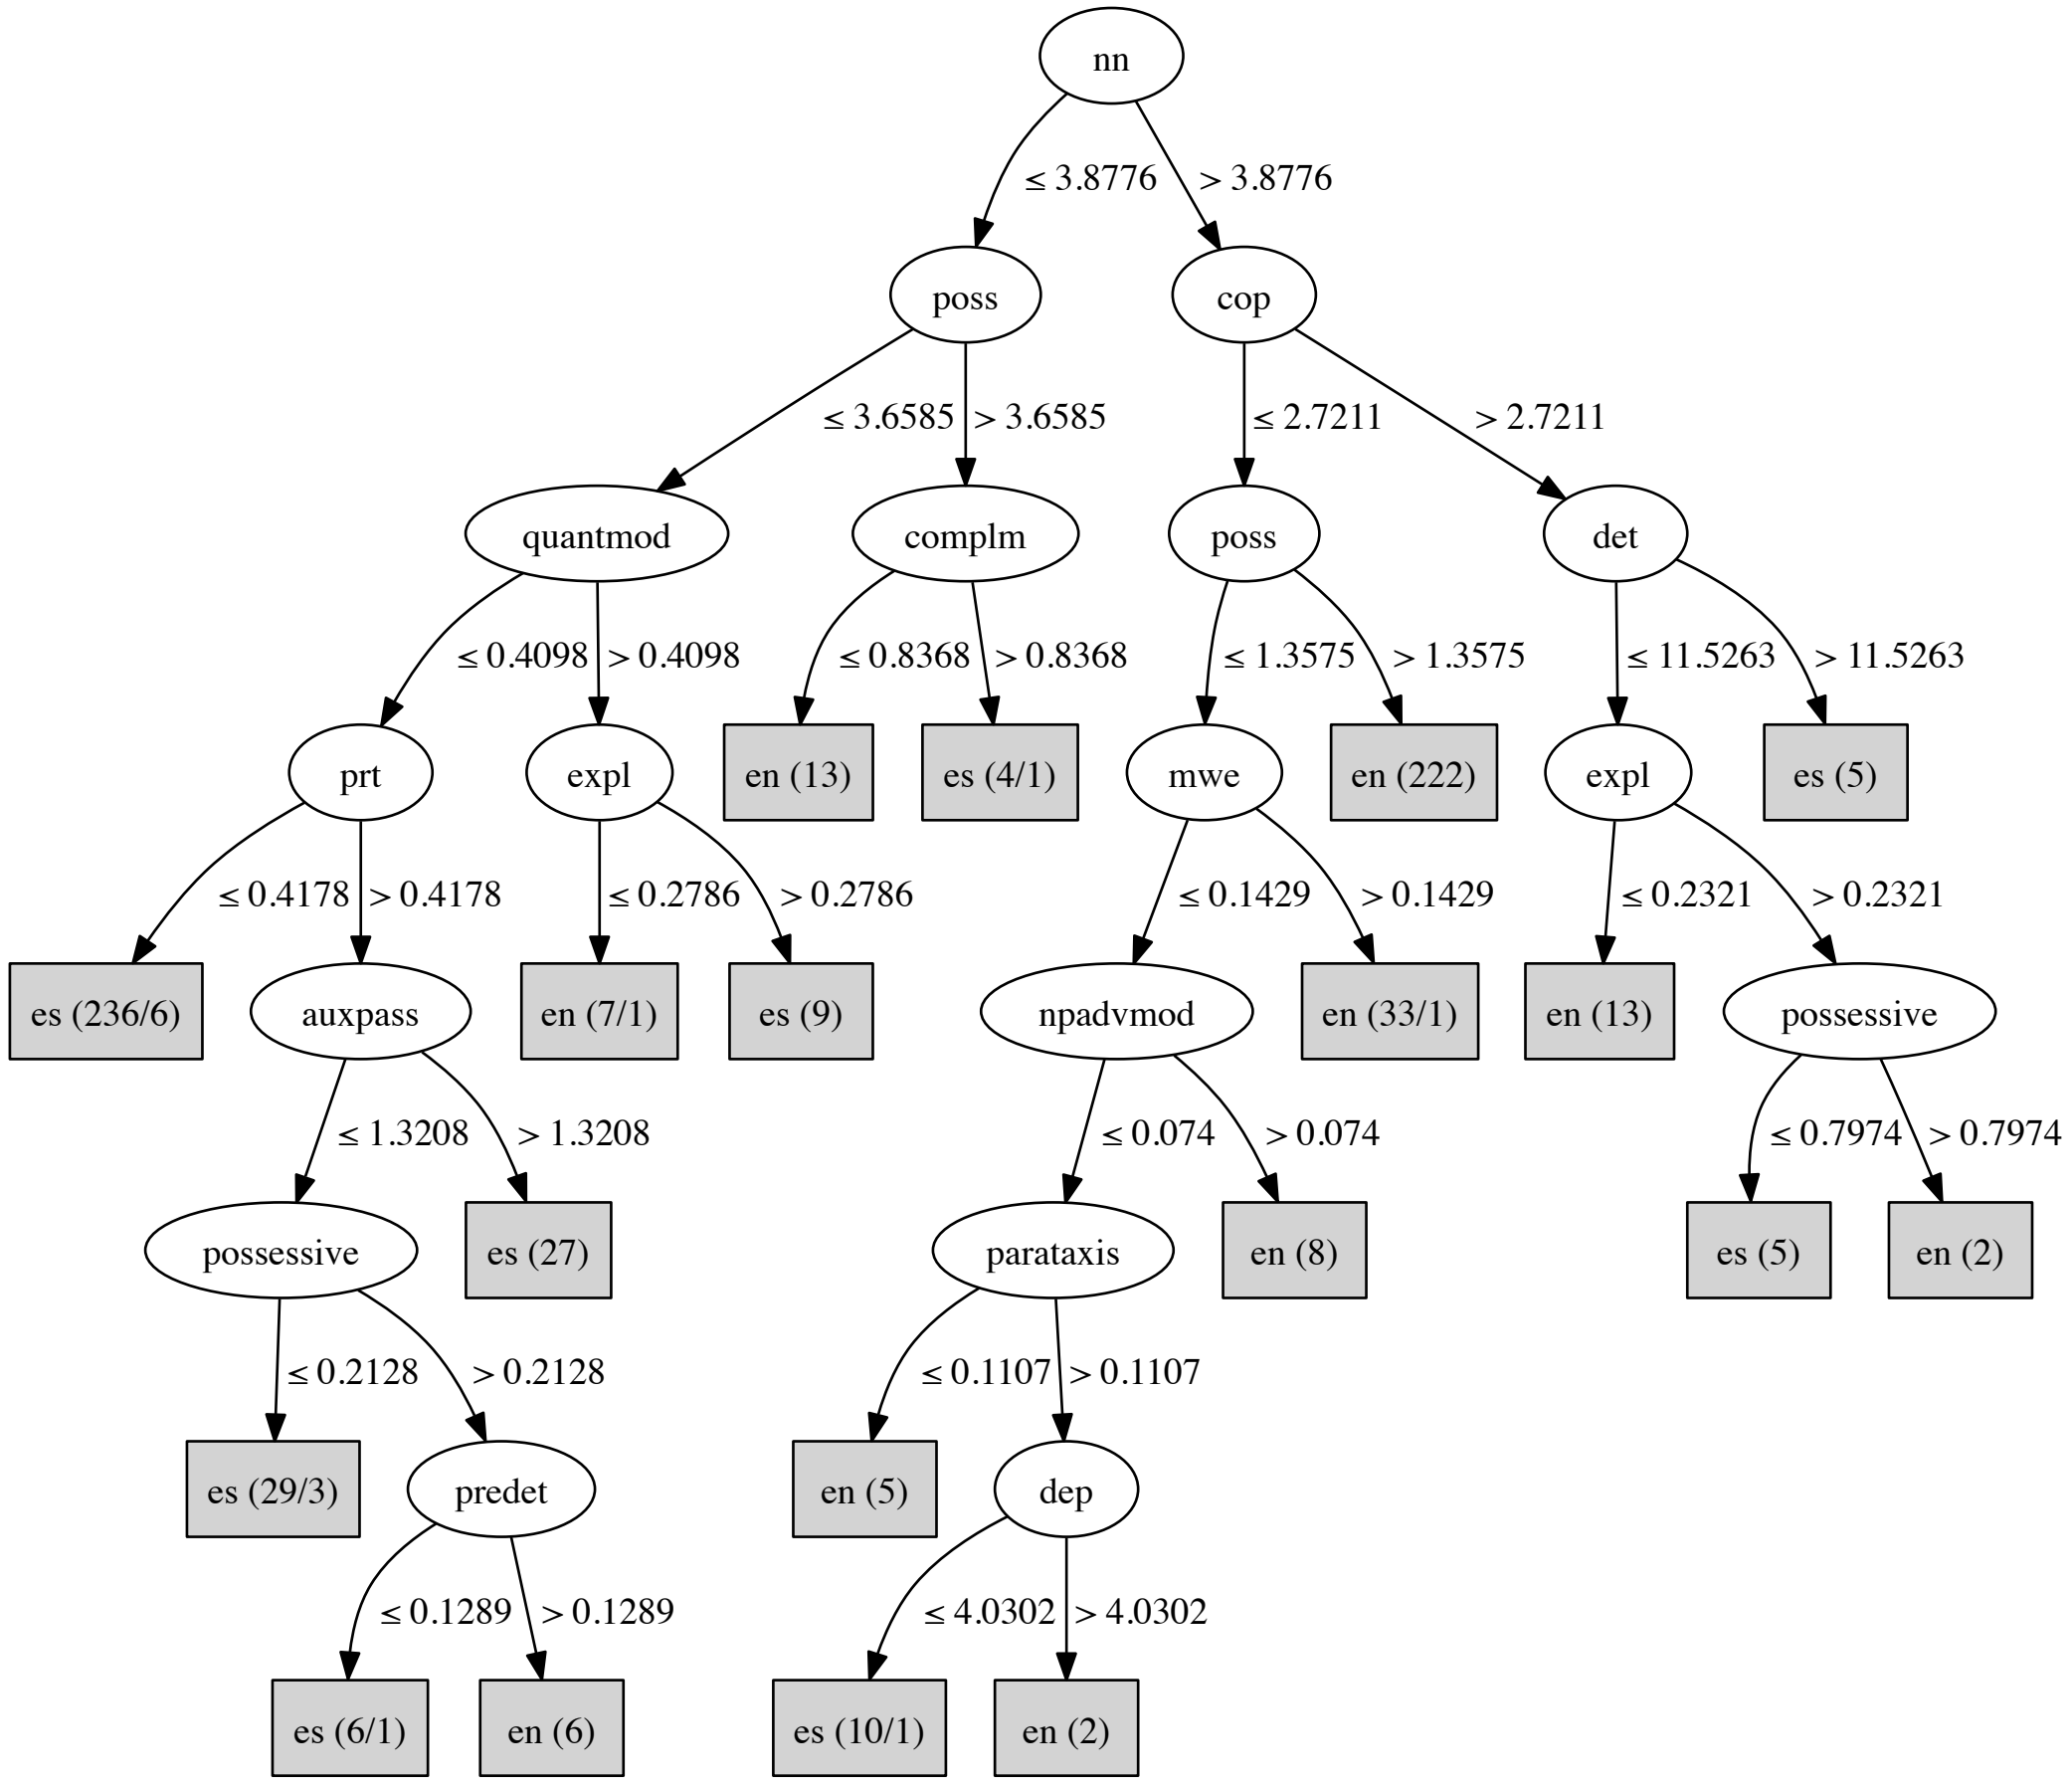 nn
≤ 3.8776
> 3.8776
poss
cop
≤ 3.6585
> 3.6585
≤ 2.7211
> 2.7211
quantmod
complm
poss
det
≤ 0.4098
> 0.4098
≤ 0.8368
> 0.8368
≤ 1.3575
> 1.3575
≤ 11.5263
> 11.5263
prt
expl
en (13)
es (4/1)
mwe
en (222)
expl
es (5)
≤ 0.4178
> 0.4178
≤ 0.2786
> 0.2786
≤ 0.1429
> 0.1429
≤ 0.2321
> 0.2321
es (236/6)
auxpass
en (7/1)
es (9)
npadvmod
en (33/1)
en (13)
possessive
≤ 1.3208
> 1.3208
≤ 0.074
> 0.074
≤ 0.7974
> 0.7974
possessive
es (27)
parataxis
en (8)
es (5)
en (2)
≤ 0.2128
> 0.2128
≤ 0.1107
> 0.1107
es (29/3)
predet
en (5)
dep
≤ 0.1289
> 0.1289
≤ 4.0302
> 4.0302
es (6/1)
en (6)
es (10/1)
en (2)